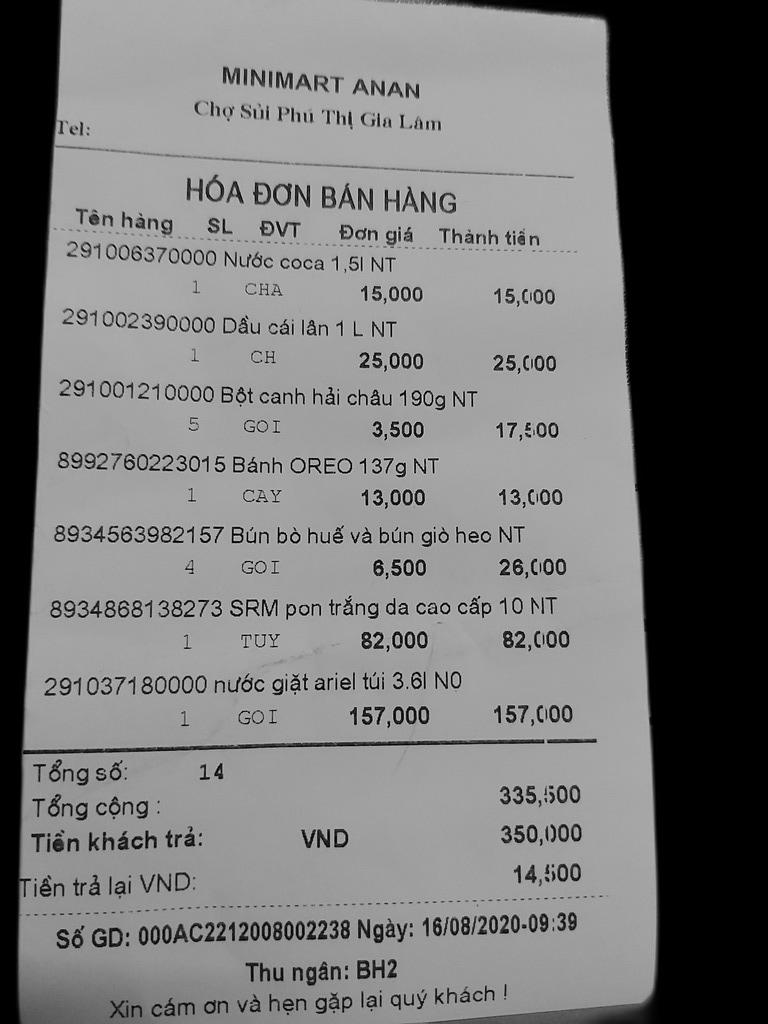 MINIMART ANAN
Chợ Sủi Phú Thị Gia Lâm
Tel:
HÓA ĐƠN BÁN HÀNG
Tên hàng SL ĐVT Đơn giá Thành tiền
291006370000 Nước coca 1,5l NT
1 CHA 15,000 15,000
291002390000 Dầu cái lân 1 L NT
1 CH 25,000 25,000
291001210000 Bột canh hải châu 190g NT
5 GOI 3,500 17,500
8992760223015 Bánh OREO 137g NT
1 CAY 13,000 13,000
8934563982157 Bún bò huế và bún giò heo NT
4 GOI 6,500 26,000
8934868138273 SRM pon trắng da cao cấp 10 NT
1 TUY 82,000 82,000
291037180000 nước giặt ariel túi 3.6l N0
1 GOI 157,000 157,000
Tổng số: 14
Tổng cộng : 335,500
Tiền khách trả: VND 350,000
Tiền trả lại VND: 14,500
Số GD: 000AC2212008002238 Ngày: 16/08/2020-09:39
Thu ngân: BH2
Xin cám ơn và hẹn gặp lại quý khách !